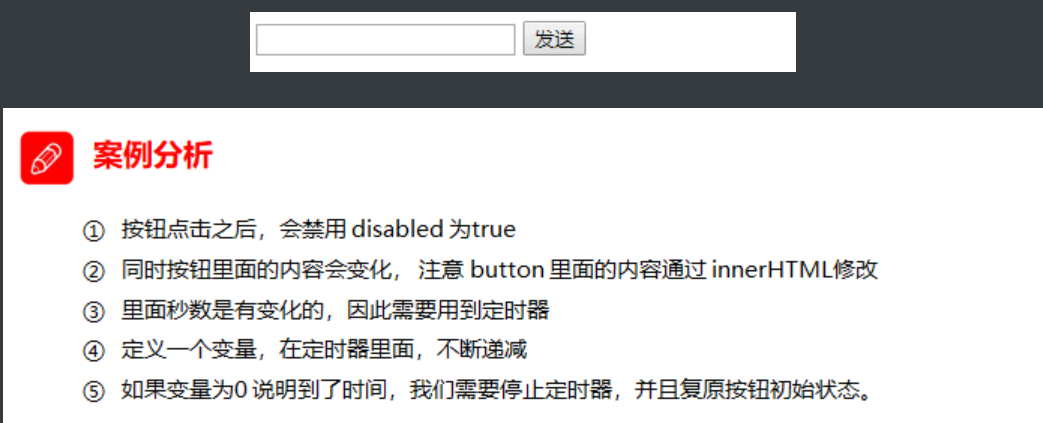 发送
案例分析
① 按钮点击之后，会禁用 disabled 为true
② 同时按钮里面的内容会变化， 注意 button 里面的内容通过 innerHTML修改
③ 里面秒数是有变化的，因此需要用到定时器
④ 定义一个变量，在定时器里面，不断递减
⑤ 如果变量为0 说明到了时间，我们需要停止定时器，并且复原按钮初始状态。